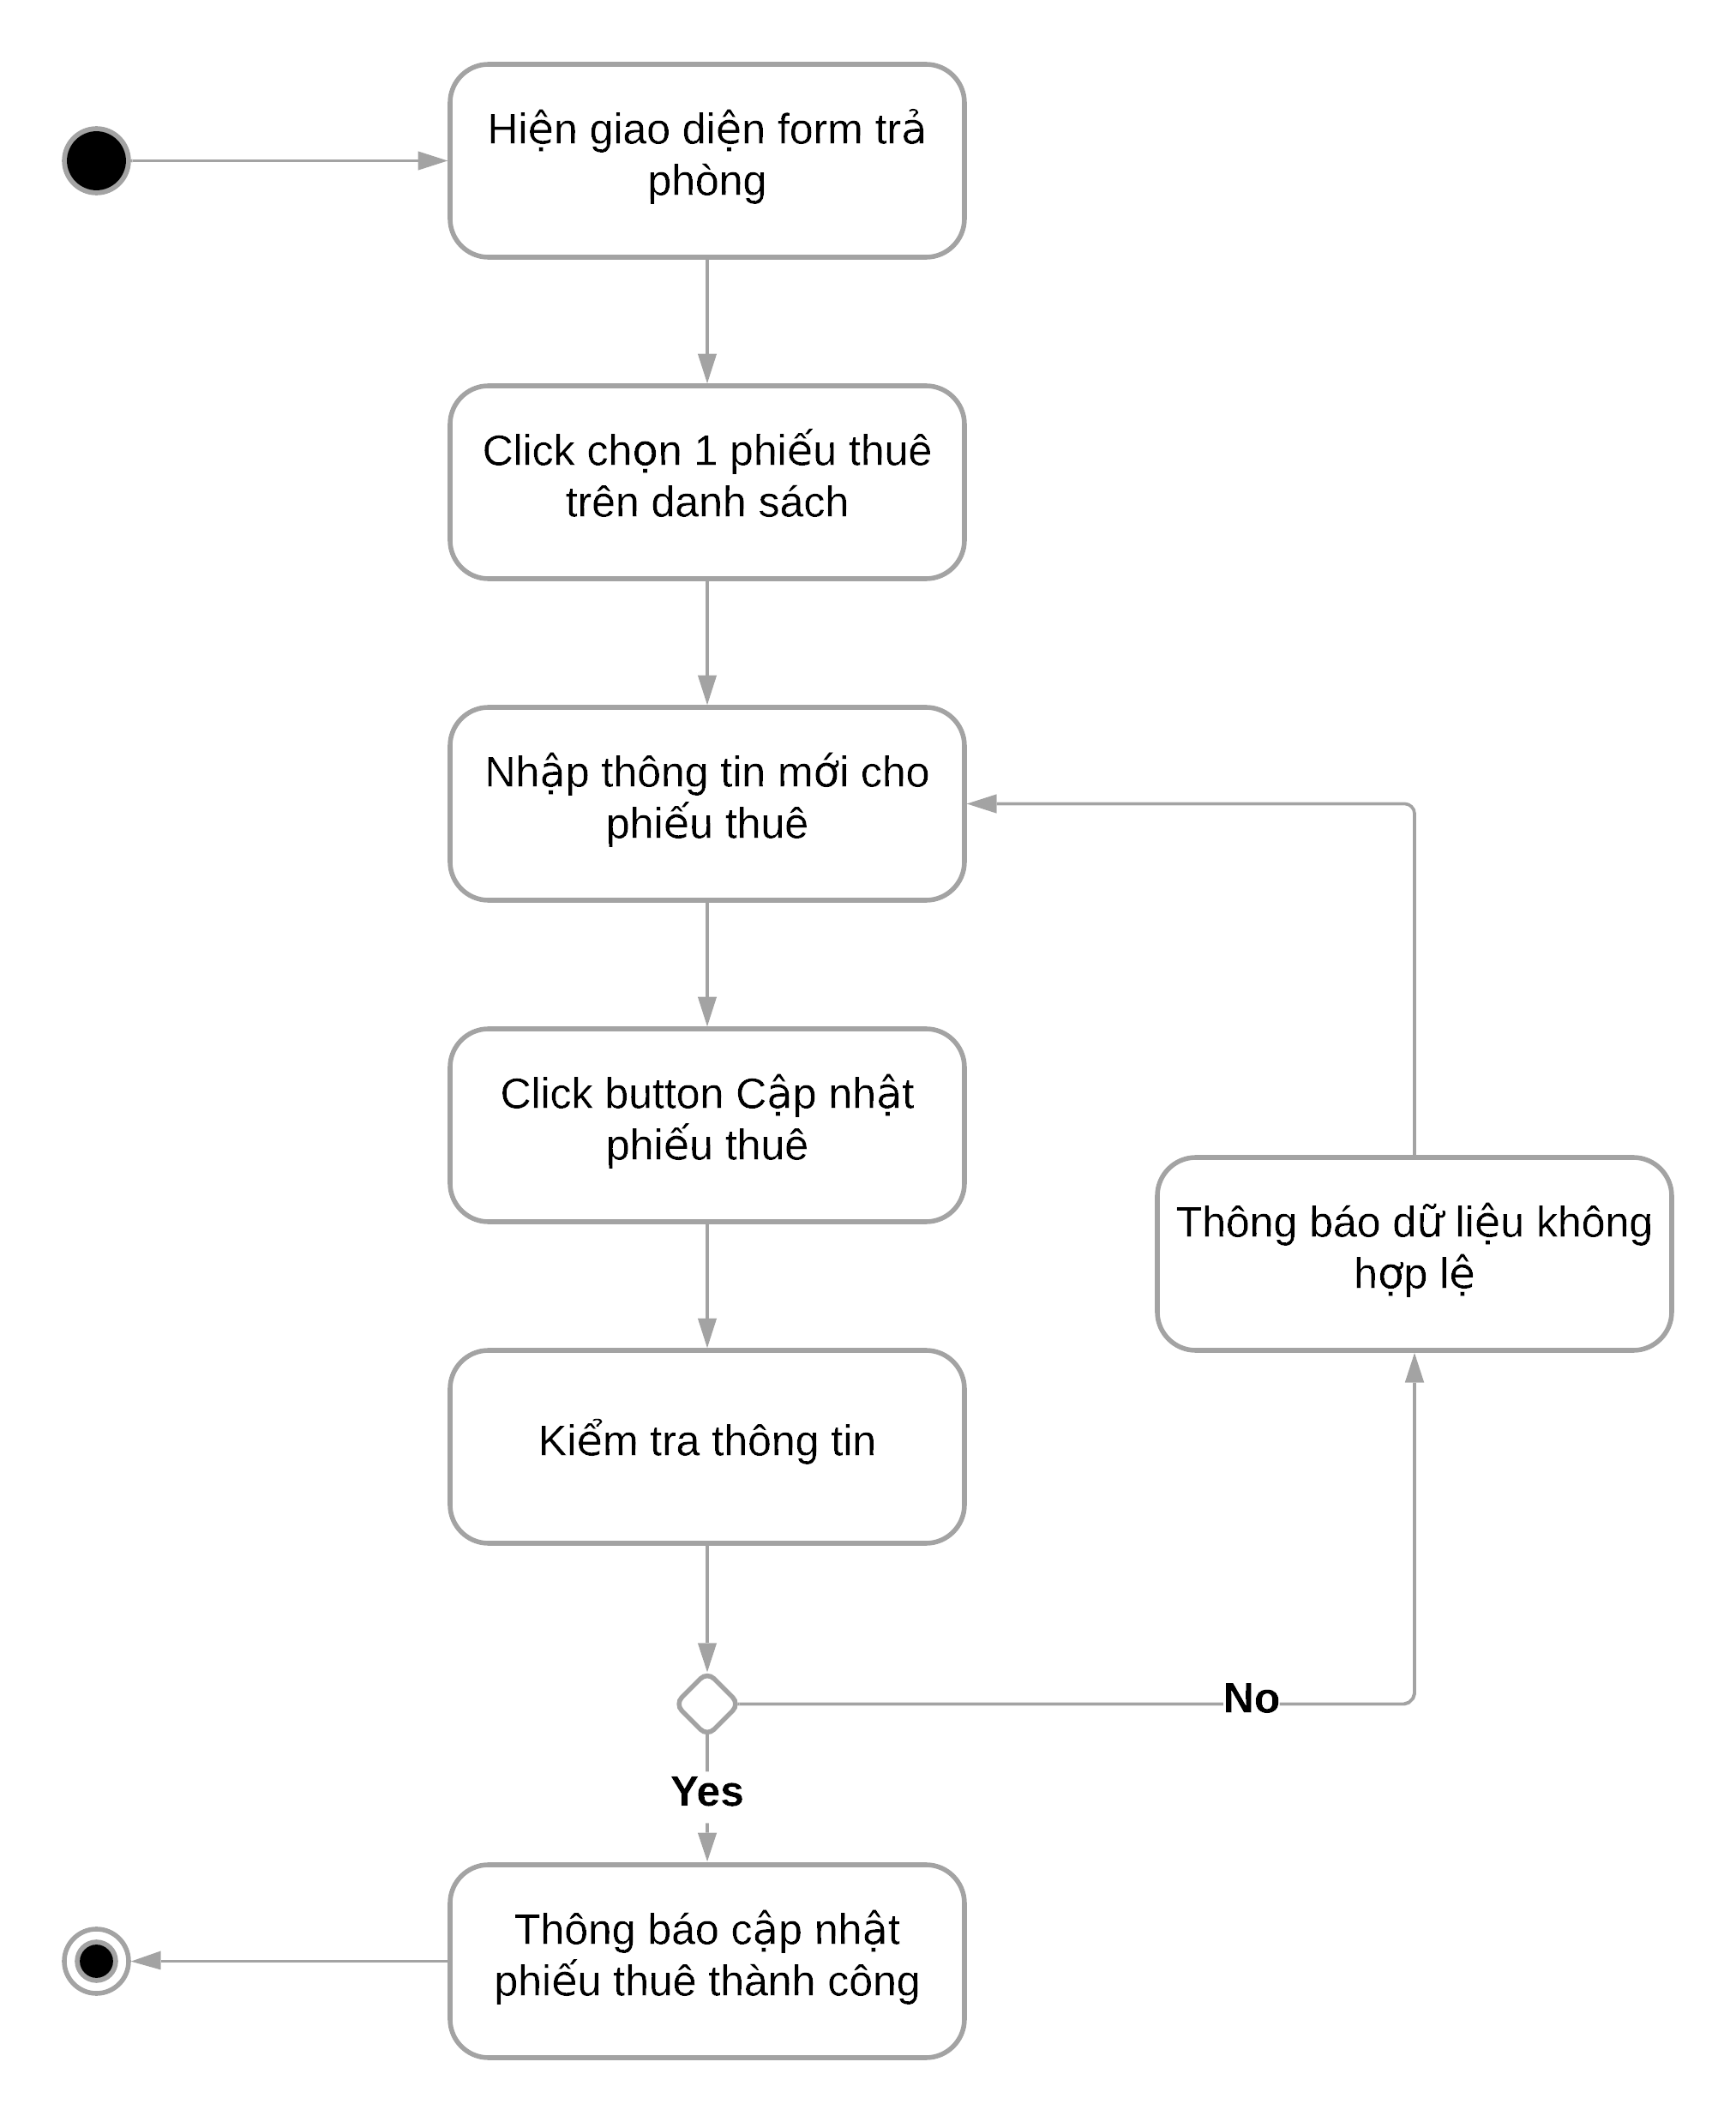 Hiện giao diện form trả
phòng
Click chọn 1 phiếu thuê
trên danh sách
Nhập thông tin mới cho
phiếu thuê
Click button Cập nhật
phiếu thuê
Thông báo dữ liệu không
hợp lệ
Kiểm tra thông tin
No
Yes
Thông báo cập nhật
phiếu thuê thành công